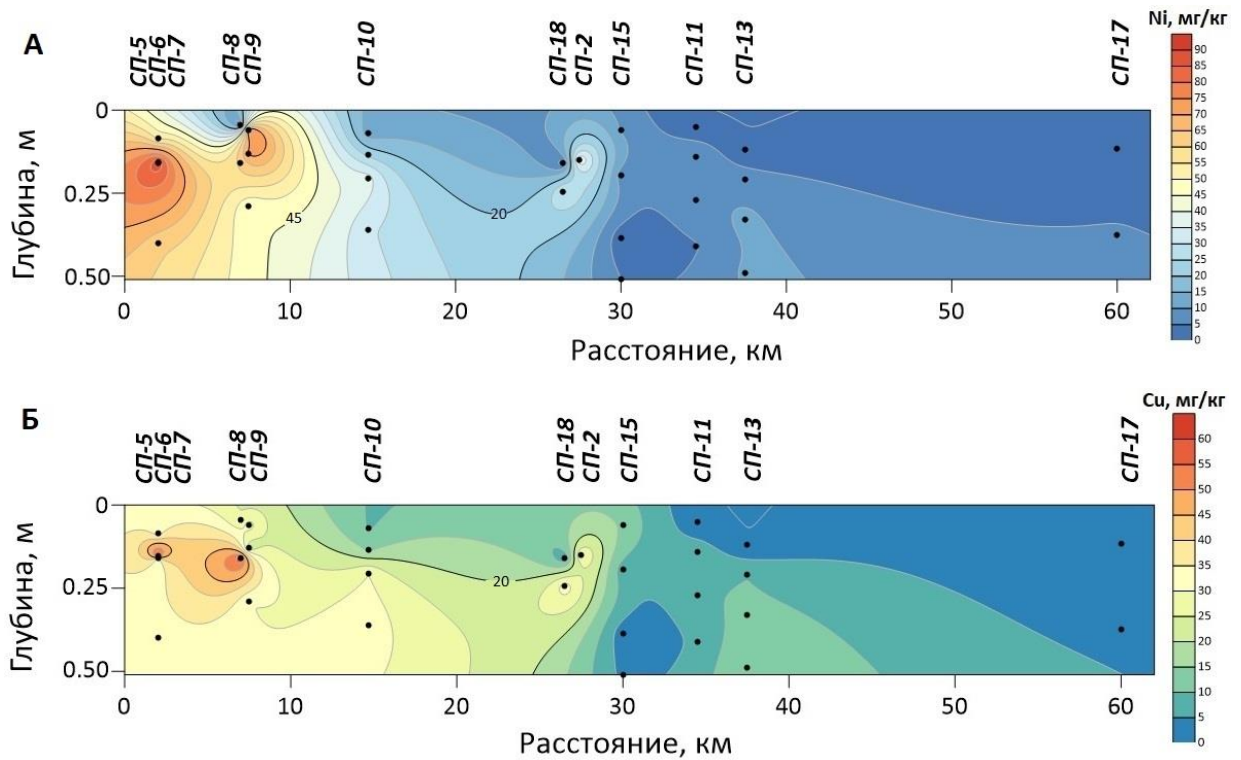 А
СП-5
СП-6
СП-7
СП-8
СП-9
СП-10
СП-18
СП-2
СП-15
СП-11
СП-13
СП-17
Ni, мг/кг
90
85
80
75
70
65
60
55
50
45
40
35
30
25
20
15
10
5
0
Глубина, м
0
0.25
0.50
45
20
0 10 20 30 40 50 60
Расстояние, км
Б
СП-5
СП-6
СП-7
СП-8
СП-9
СП-10
СП-18
СП-2
СП-15
СП-11
СП-13
СП-17
Cu, мг/кг
60
55
50
45
40
35
30
25
20
15
10
5
0
Глубина, м
0
0.25
0.50
20
0 10 20 30 40 50 60
Расстояние, км